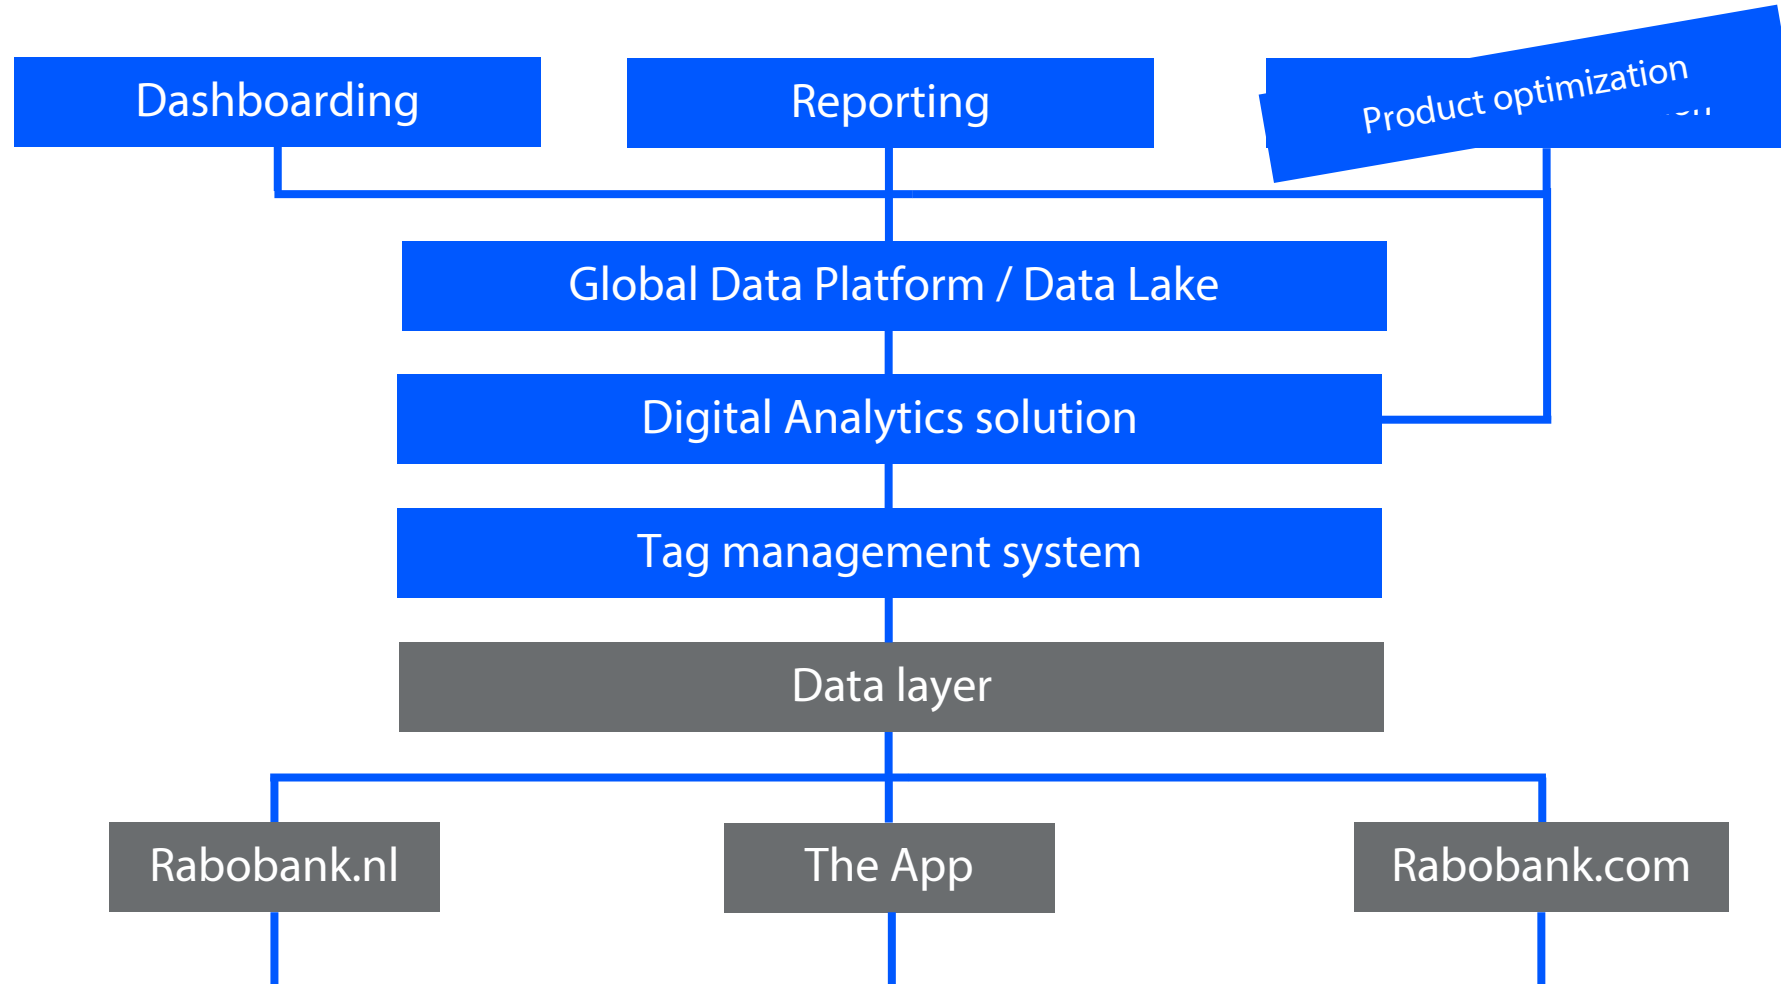 Dashboarding
Reporting
Product optimization
Global Data Platform / Data Lake
Digital Analytics solution
Tag management system
Data layer
Rabobank.nl
The App
Rabobank.com